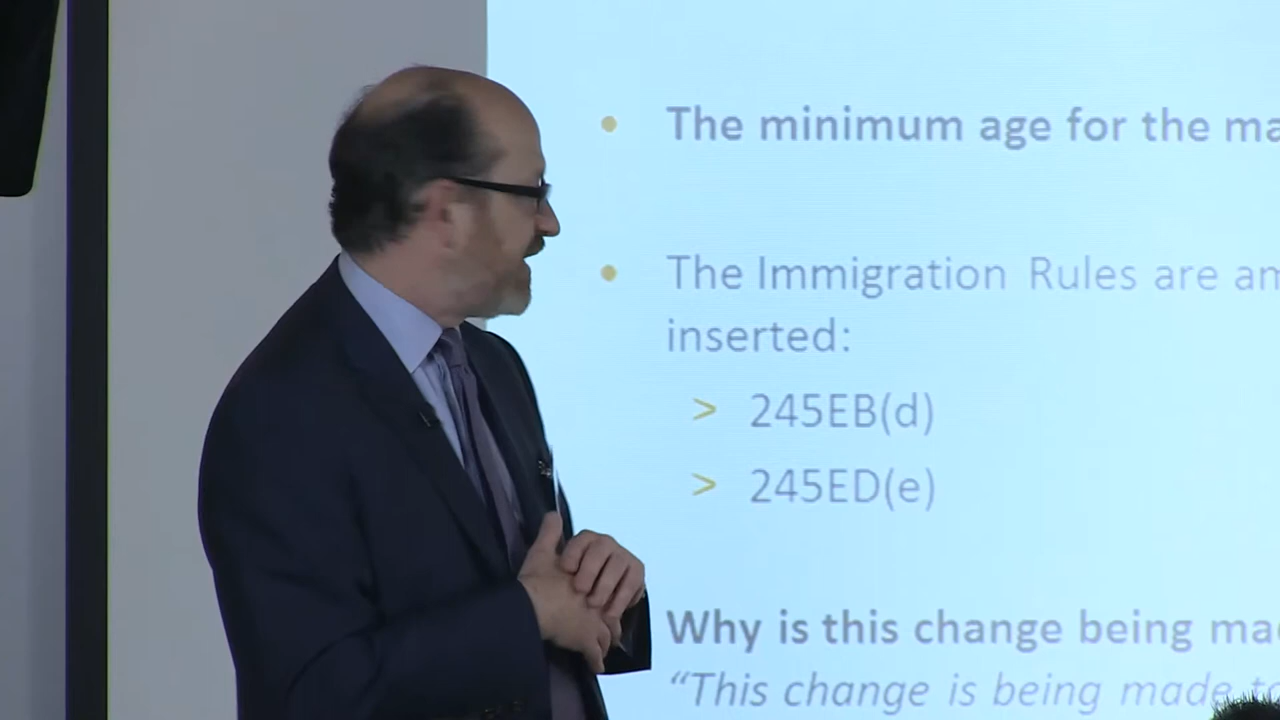 • The minimum age for the ma
• The Immigration Rules are an
inserted:
> 245EB(d)
> 245ED(e)
Why is this change being mad
“This change is being made to